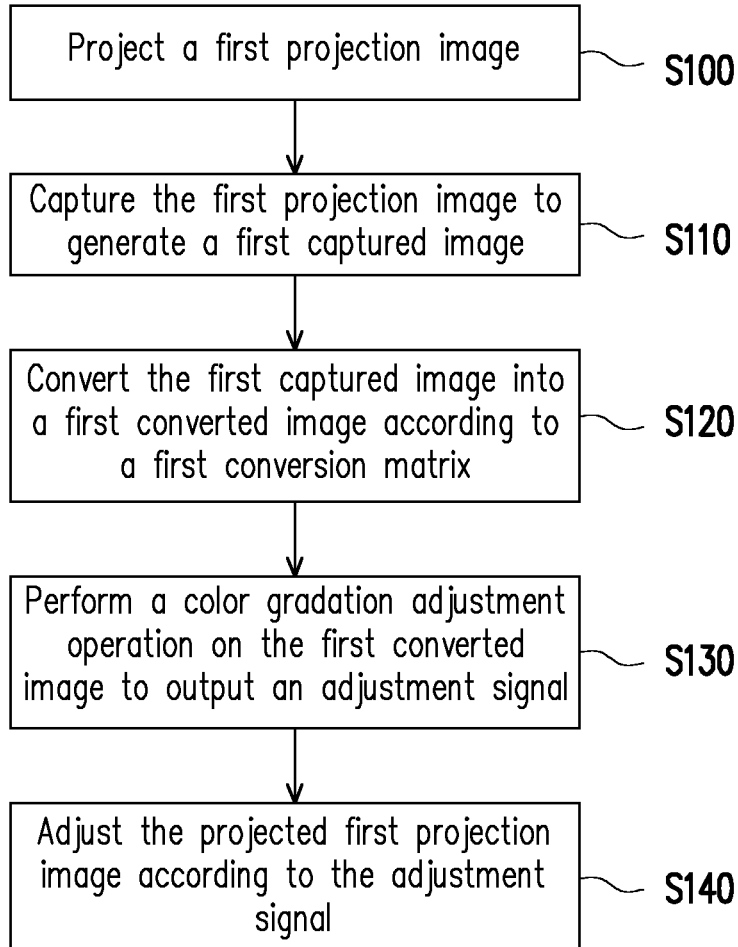 Project a first projection image
S100
Capture the first projection image to
generate a first captured image
S110
Convert the first captured image into
a first converted image according to
a first conversion matrix
S120
Perform a color gradation adjustment
operation on the first converted
image to output an adjustment signal
S130
Adjust the projected first projection
image according to the adjustment
signal
S140